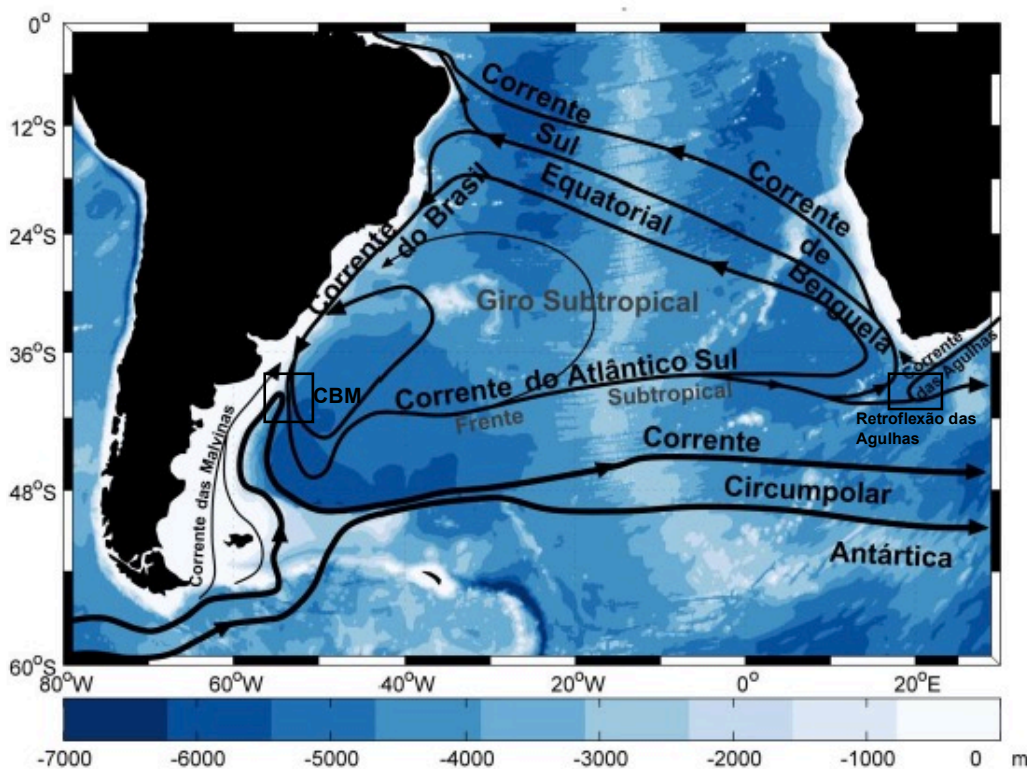 0°
12°S
24°S
36°S
48°S
60°S
80°W
60°W
40°W
20°W
0°
20°E
Corrente
Sul
Equatorial
Corrente
de
Benguela
Corrente
do Brasil
Giro Subtropical
CBM
Corrente do Atlântico Sul
Frente
Subtropical
Corrente
das Agulhas
Retroflexão das
Agulhas
Corrente das Malvinas
Corrente
Circumpolar
Antártica
-7000
-6000
-5000
-4000
-3000
-2000
-1000
0
m